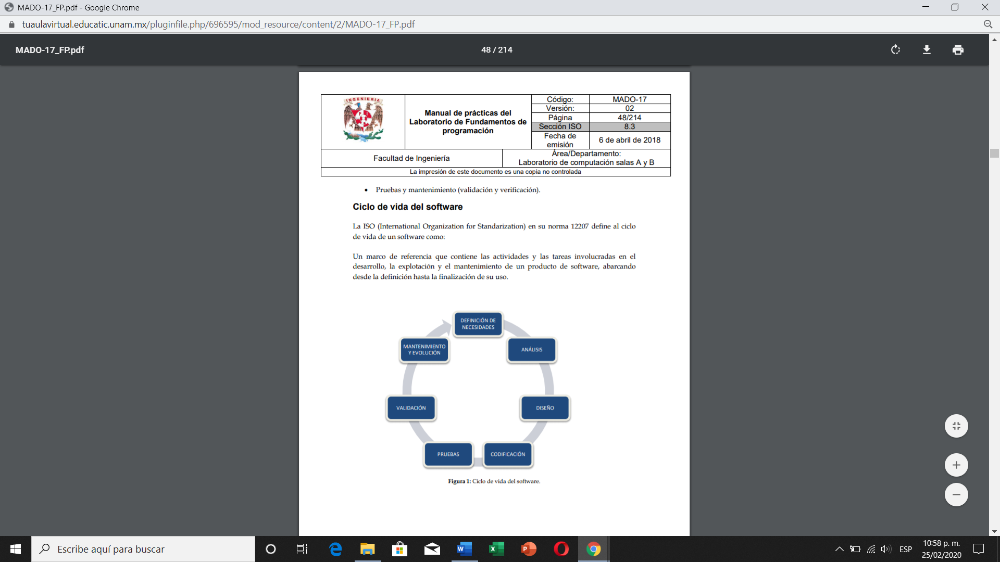 MADO-17_FP.pdf - Google Chrome
tuaulavirtual.educatic.unam.mx/pluginfile.php/696595/mod_resource/content/2/MADO-17_FP.pdf
MADO-17_FP.pdf
48 / 214
INGENIERIA
Manual de prácticas del
Laboratorio de Fundamentos de
programación
Código: MADO-17
Versión: 02
Página 48/214
Sección ISO 8.3
Fecha de
emisión
6 de abril de 2018
Facultad de Ingeniería
Área/Departamento:
Laboratorio de computación salas A y B
La impresión de este documento es una copia no controlada
• Pruebas y mantenimiento (validación y verificación).
Ciclo de vida del software
La ISO (International Organization for Standarization) en su norma 12207 define al ciclo
de vida de un software como:
Un marco de referencia que contiene las actividades y las tareas involucradas en el
desarrollo, la explotación y el mantenimiento de un producto de software, abarcando
desde la definición hasta la finalización de su uso.
DEFINICIÓN DE
NECESIDADES
ANÁLISIS
DISEÑO
CODIFICACIÓN
PRUEBAS
VALIDACIÓN
MANTENIMIENTO
Y EVOLUCIÓN
Figura 1: Ciclo de vida del software.
Escribe aquí para buscar
ESP
10:58 p. m.
25/02/2020